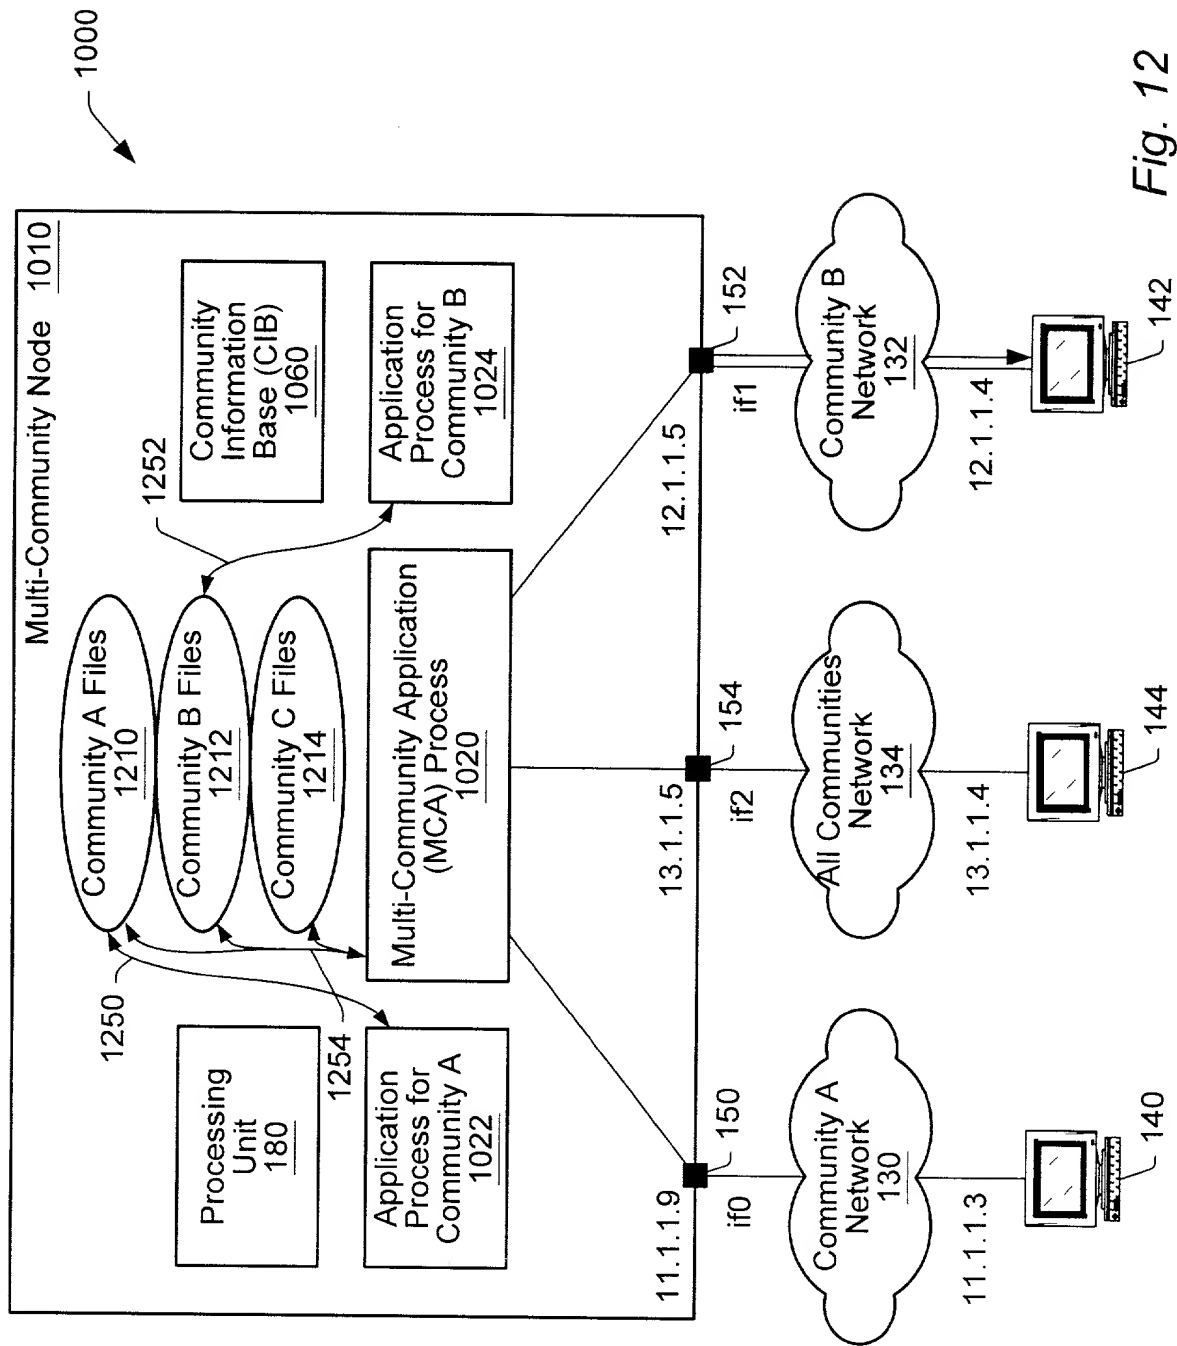 1000
Multi-Community Node 1010
Community A Files
1210
Community B Files
1212
Community C Files
1214
1250
1252
1254
Processing
Unit
180
Community
Information
Base (CIB)
1060
Application
Process for
Community A
1022
Multi-Community Application
(MCA) Process
1020
Application
Process for
Community B
1024
11.1.1.9
150
if0
13.1.1.5
154
if2
12.1.1.5
152
if1
Community A
Network
130
All Communities
Network
134
Community B
Network
132
11.1.1.3
13.1.1.4
12.1.1.4
140
144
142
Fig. 12